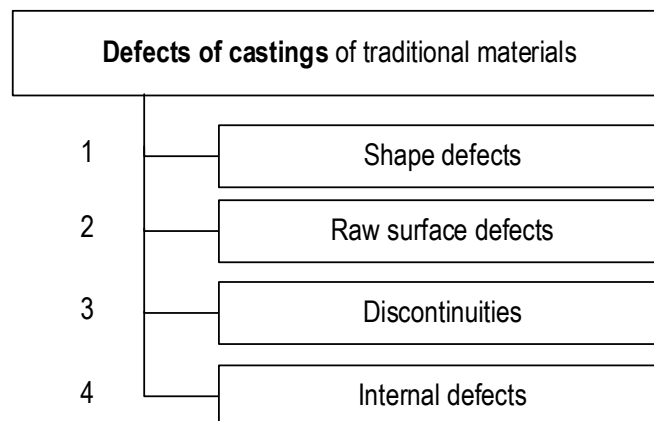 Defects of castings of traditional materials
1 Shape defects
2 Raw surface defects
3 Discontinuities
4 Internal defects